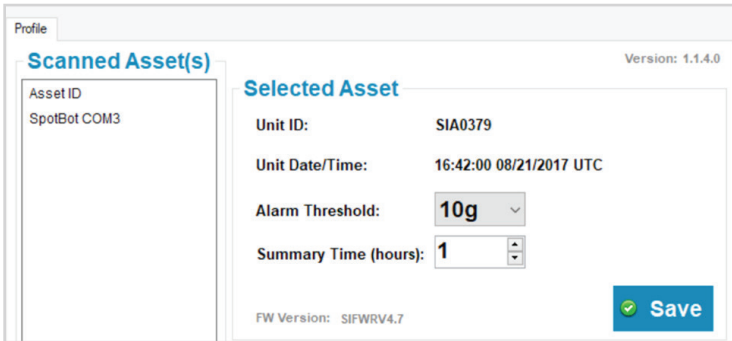 Profile
Scanned Asset(s)
Version: 1.1.4.0
Asset ID
SpotBot COM3
Selected Asset
Unit ID: SIA0379
Unit Date/Time: 16:42:00 08/21/2017 UTC
Alarm Threshold: 10g
Summary Time (hours): 1
FW Version: SIFWRV4.7
Save